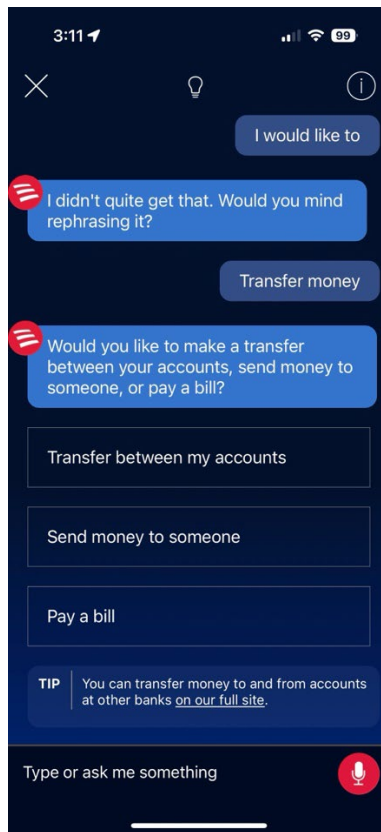 3:11
99
I would like to
I didn't quite get that. Would you mind
rephrasing it?
Transfer money
Would you like to make a transfer
between your accounts, send money to
someone, or pay a bill?
Transfer between my accounts
Send money to someone
Pay a bill
TIP
You can transfer money to and from accounts
at other banks on our full site.
Type or ask me something